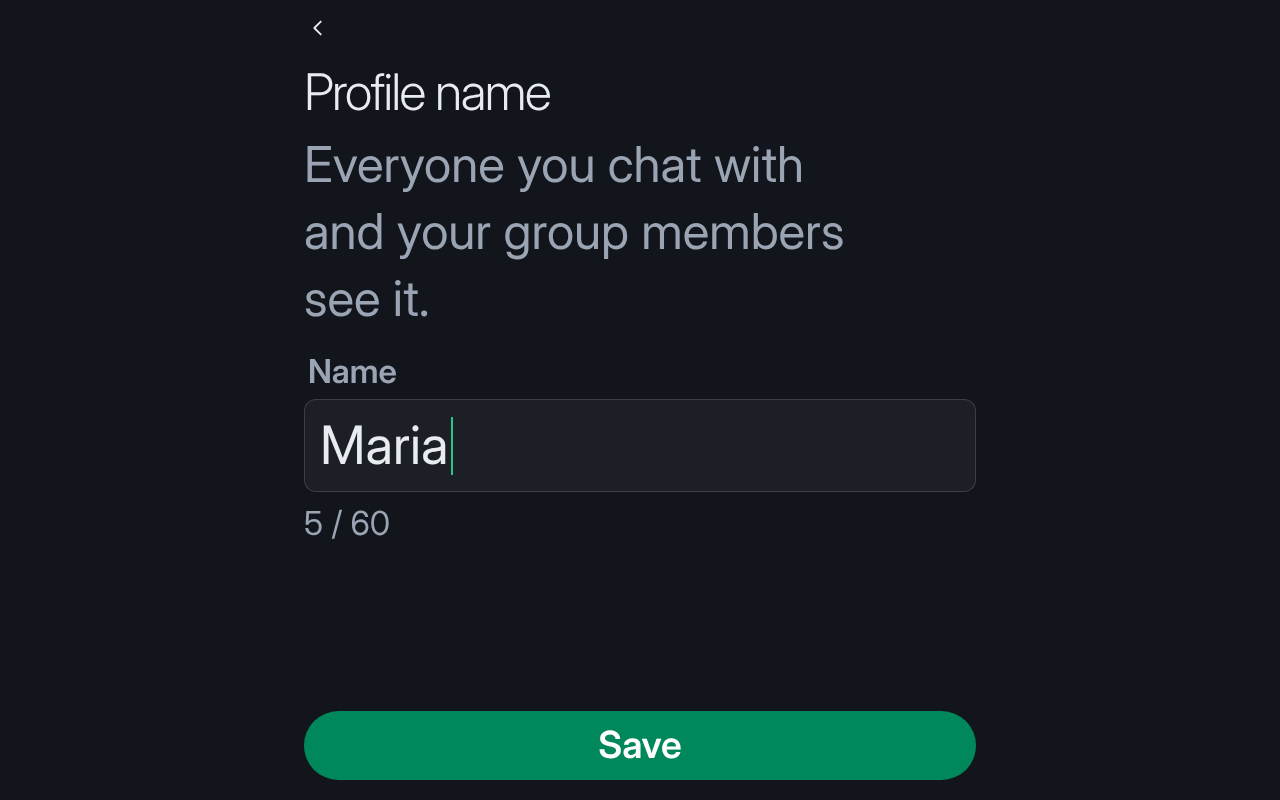 Profile name
Everyone you chat with
and your group members
see it.
Name
Maria
5 / 60
Save